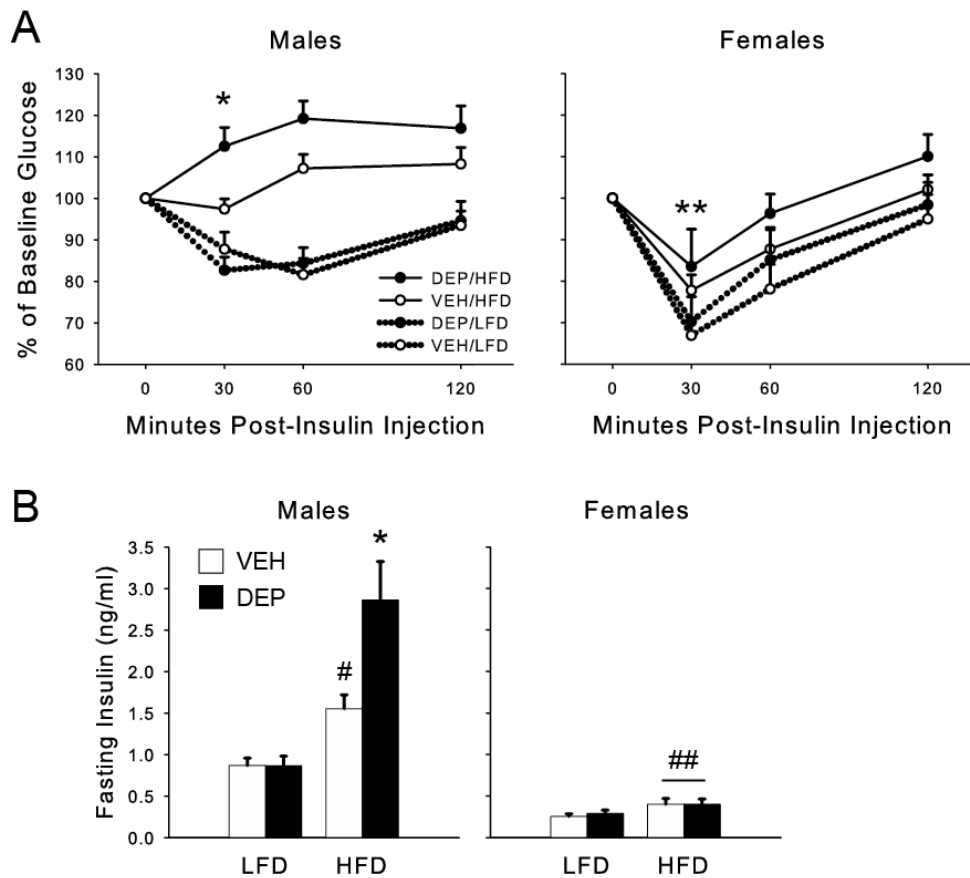 A
Males
Females
% of Baseline Glucose
130
120
110
100
90
80
70
60
*
**
DEP/HFD
VEH/HFD
DEP/LFD
VEH/LFD
0 30 60 120
0 30 60 120
Minutes Post-Insulin Injection
Minutes Post-Insulin Injection
B
Males
Females
Fasting Insulin (ng/ml)
3.5
3.0
2.5
2.0
1.5
1.0
0.5
0.0
VEH
DEP
*
#
##
LFD HFD
LFD HFD